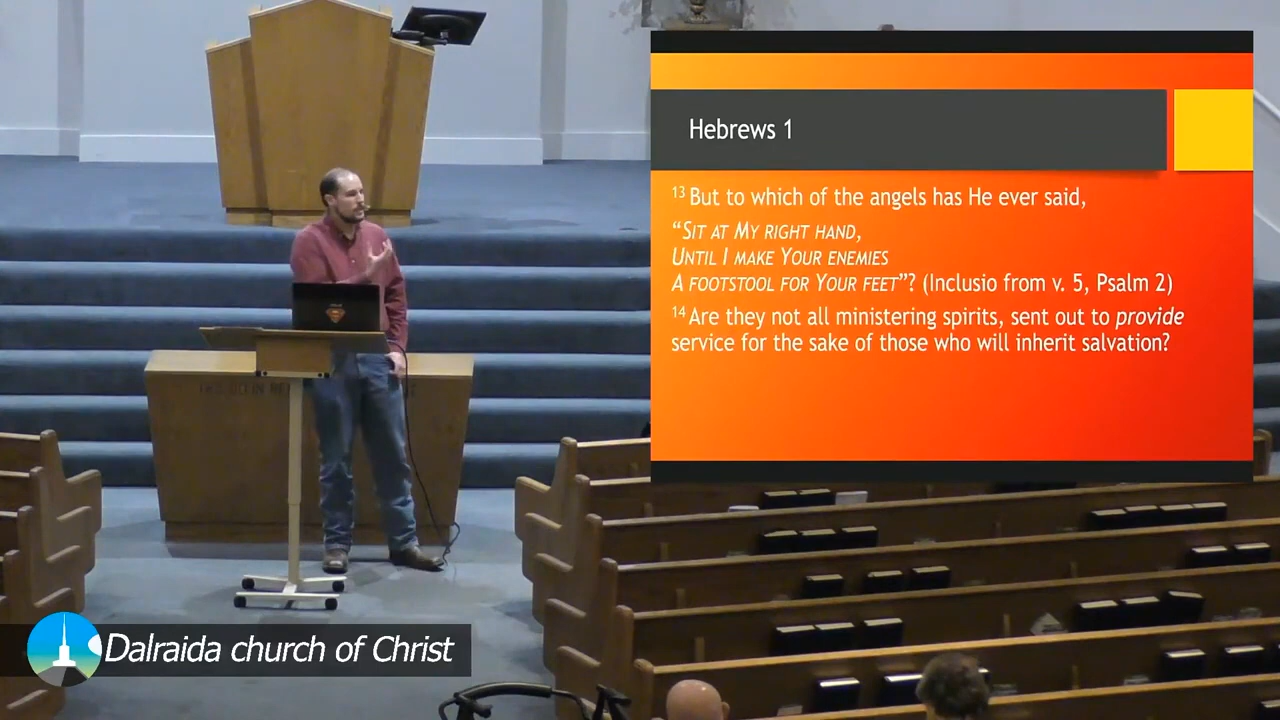 Hebrews 1
13 But to which of the angels has He ever said,
“SIT AT MY RIGHT HAND,
UNTIL I MAKE YOUR ENEMIES
A FOOTSTOOL FOR YOUR FEET”? (Inclusio from v. 5, Psalm 2)
14 Are they not all ministering spirits, sent out to provide
service for the sake of those who will inherit salvation?
Dalraida church of Christ